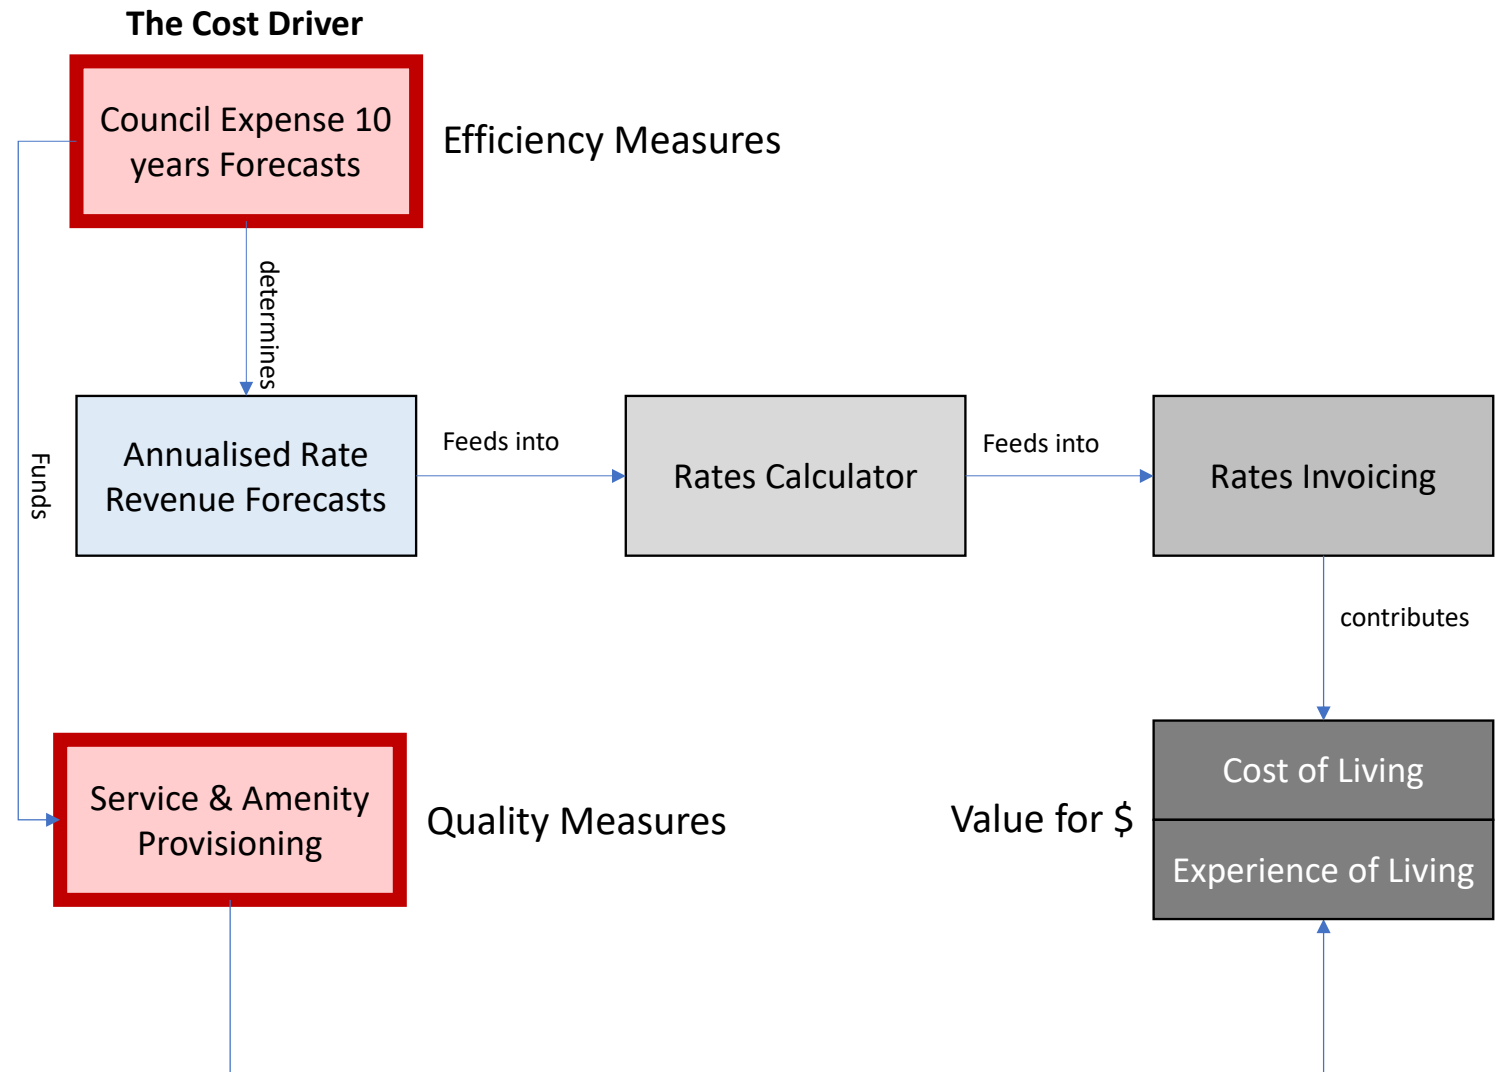 The Cost Driver
Council Expense 10
years Forecasts
Efficiency Measures
determines
Funds
Annualised Rate
Revenue Forecasts
Feeds into
Rates Calculator
Feeds into
Rates Invoicing
contributes
Service & Amenity
Provisioning
Quality Measures
Value for $
Cost of Living
Experience of Living